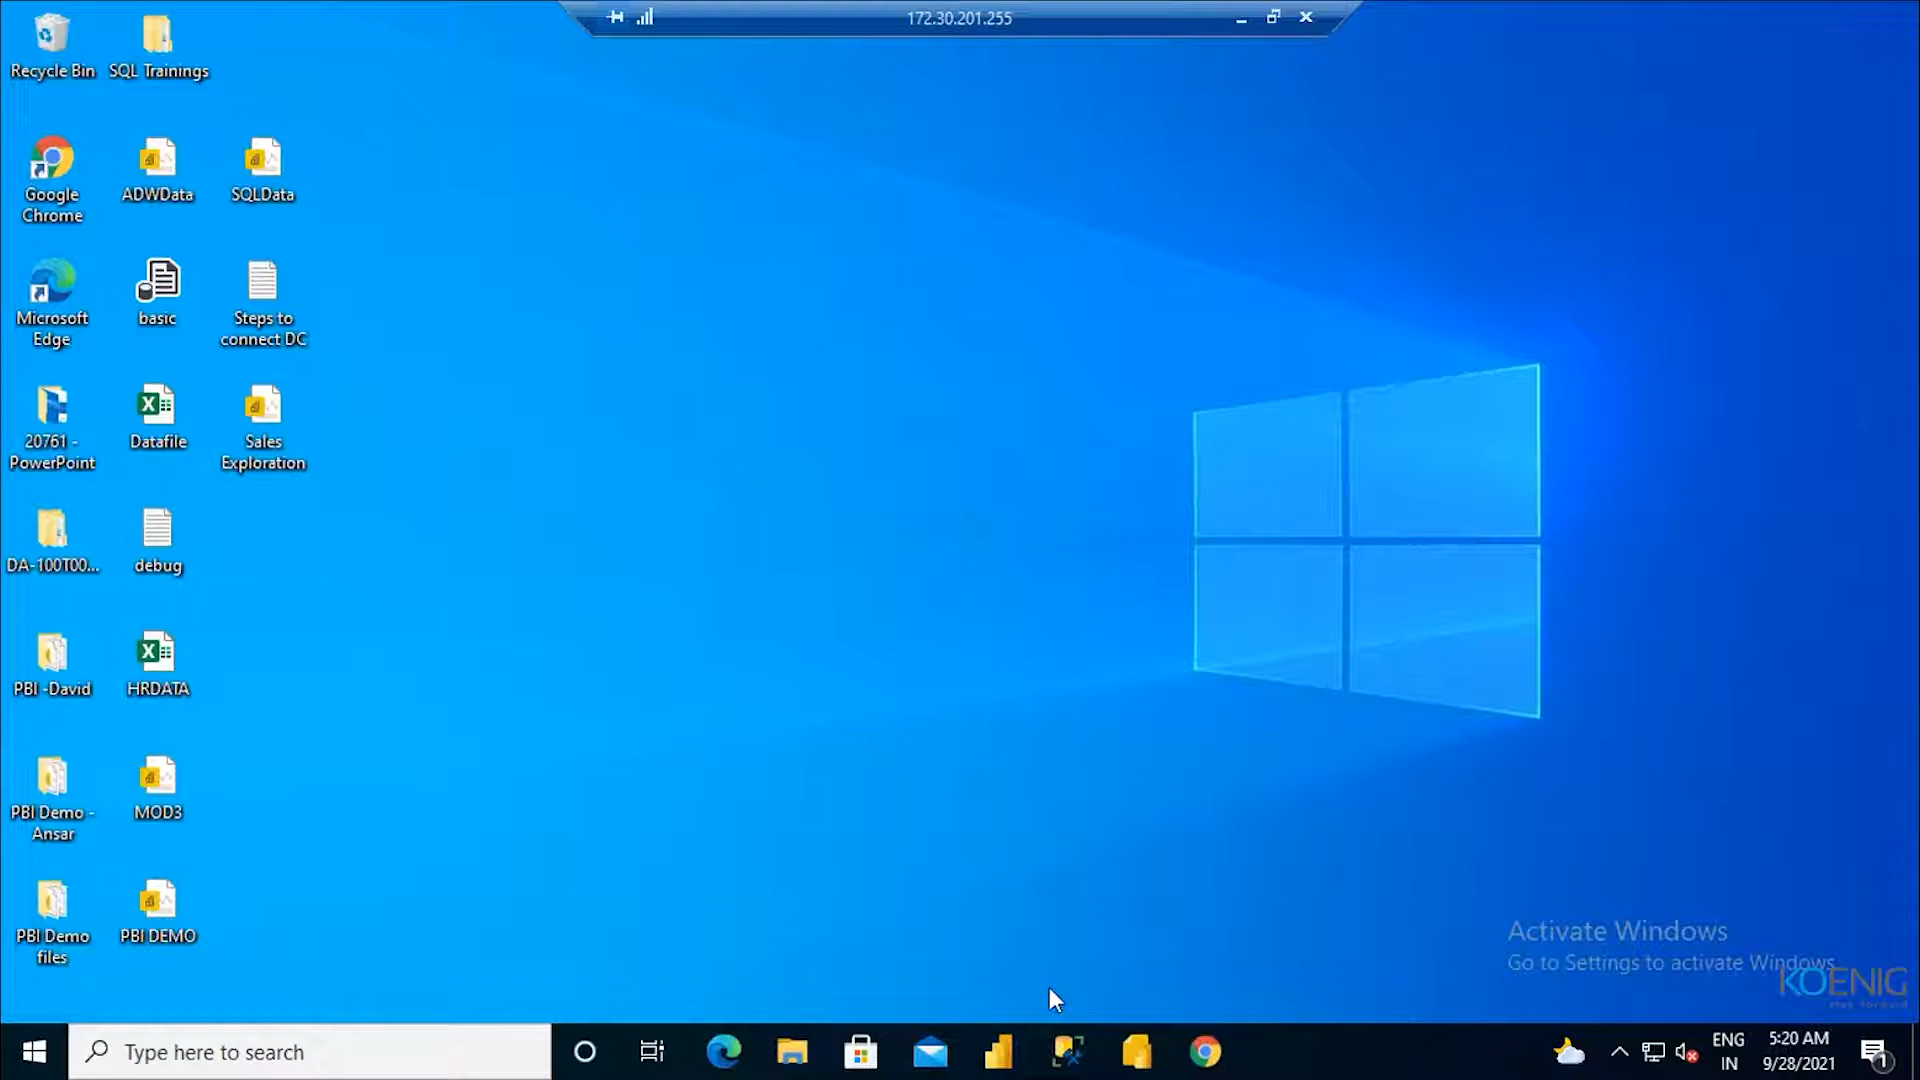 172.30.201.255
Recycle Bin
SQL Trainings
Google
Chrome
ADWData
SQLData
Microsoft
Edge
basic
Steps to
connect DC
20761 -
PowerPoint
Datafile
Sales
Exploration
DA-100T00...
debug
PBI -David
HRDATA
PBI Demo -
Ansar
MOD3
PBI Demo
files
PBI DEMO
Activate Windows
Go to Settings to activate Windows.
KOENIG
Type here to search
ENG
IN
5:20 AM
9/28/2021
1